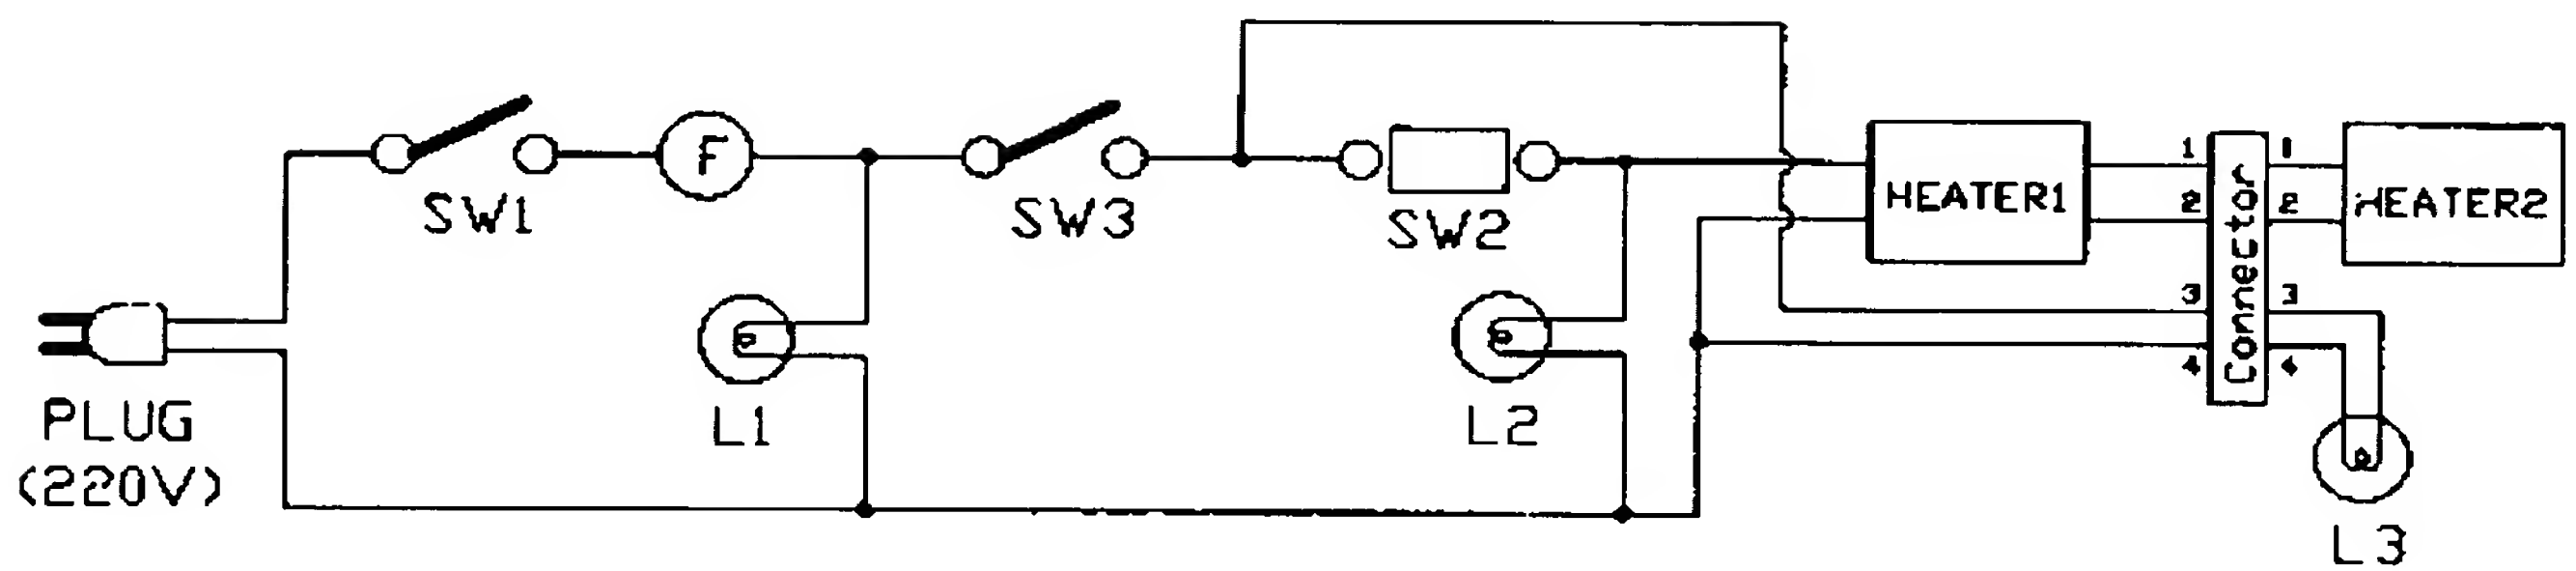 F
SW1
SW3
SW2
HEATER1
1
2
3
4
Connector
1
2
3
4
HEATER2
PLUG
(220V)
L1
L2
L3